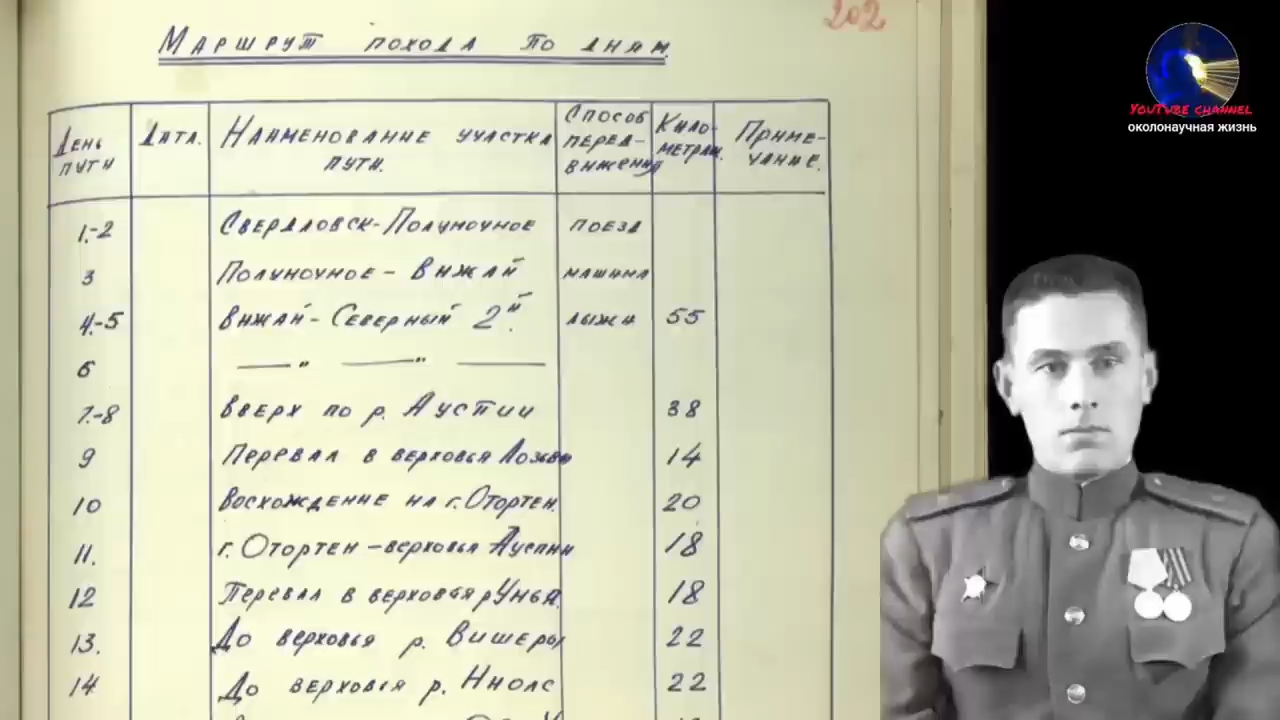 202
Маршрут похода по дням.
День пути
Дата.
Наименование участка пути.
Способ передвижения
Километраж.
Примечание.
1.-2 Свердловск-Полуночное поезд
3 Полуночное - Вижай машина
4.-5 Вижай - Северный 2й. лыжи 55
6 — " — " —
7.-8 Вверх по р. Ауспии 38
9 Перевал в верховья Лозьвы 14
10 Восхождение на г. Отортен. 20
11. г. Отортен - верховья Ауспии 18
12 Перевал в верховья р Унья. 18
13. До верховья р. Вишеры 22
14 До верховья р. Ниолс 22
YouTube channel
околонаучная жизнь